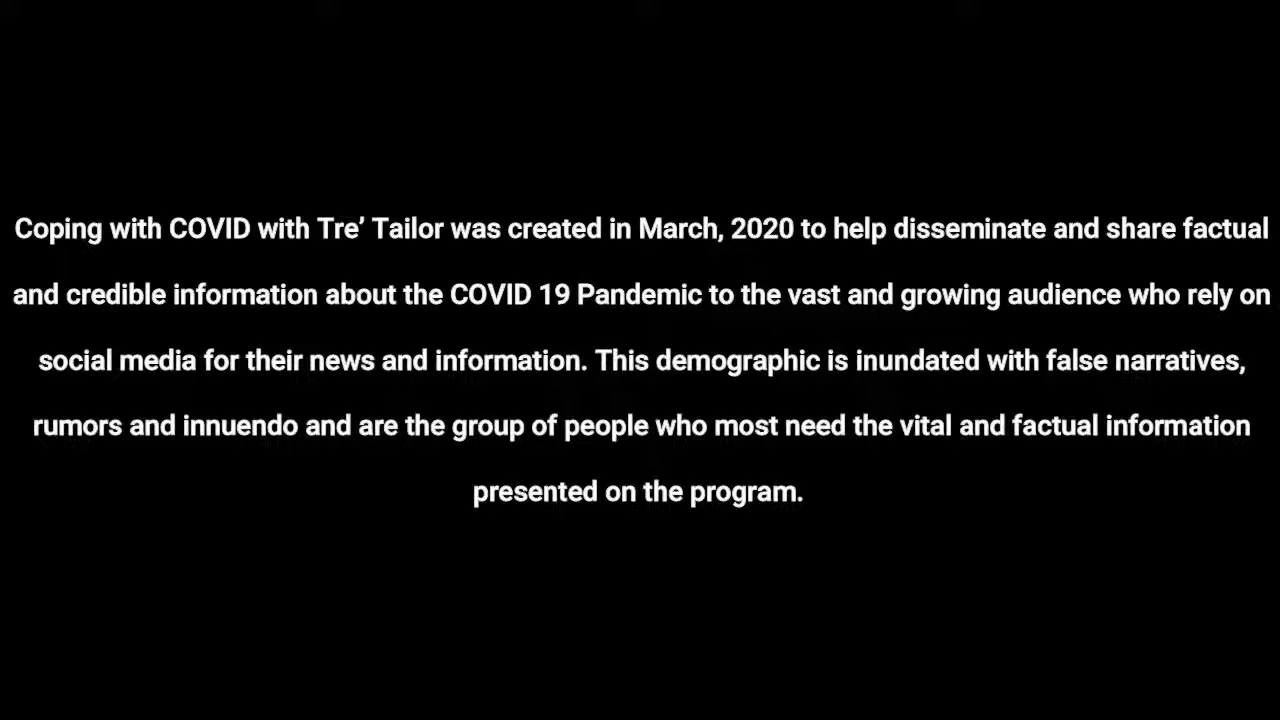 Coping with COVID with Tre’ Tailor was created in March, 2020 to help disseminate and share factual
and credible information about the COVID 19 Pandemic to the vast and growing audience who rely on
social media for their news and information. This demographic is inundated with false narratives,
rumors and innuendo and are the group of people who most need the vital and factual information
presented on the program.